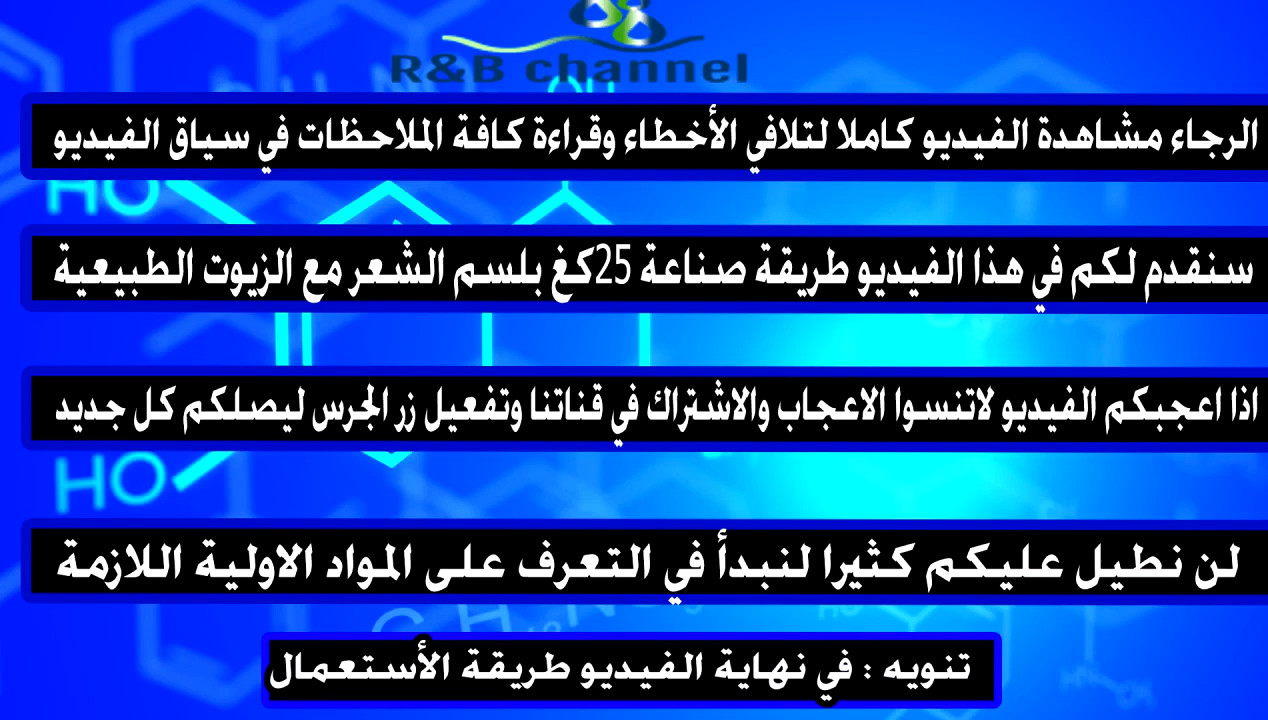 R&B channel
OH
الرجاء مشاهدة الفيديو كاملا لتلافي الأخطاء وقراءة كافة الملاحظات في سياق الفيديو
HO
سنقدم لكم في هذا الفيديو طريقة صناعة 25كغ بلسم الشعر مع الزيوت الطبيعية
اذا اعجبكم الفيديو لاتنسوا الاعجاب والاشتراك في قناتنا وتفعيل زر الجرس ليصلكم كل جديد
HO
لن نطيل عليكم كثيرا لنبدأ في التعرف على المواد الاولية اللازمة
تنويه : في نهاية الفيديو طريقة الأستعمال